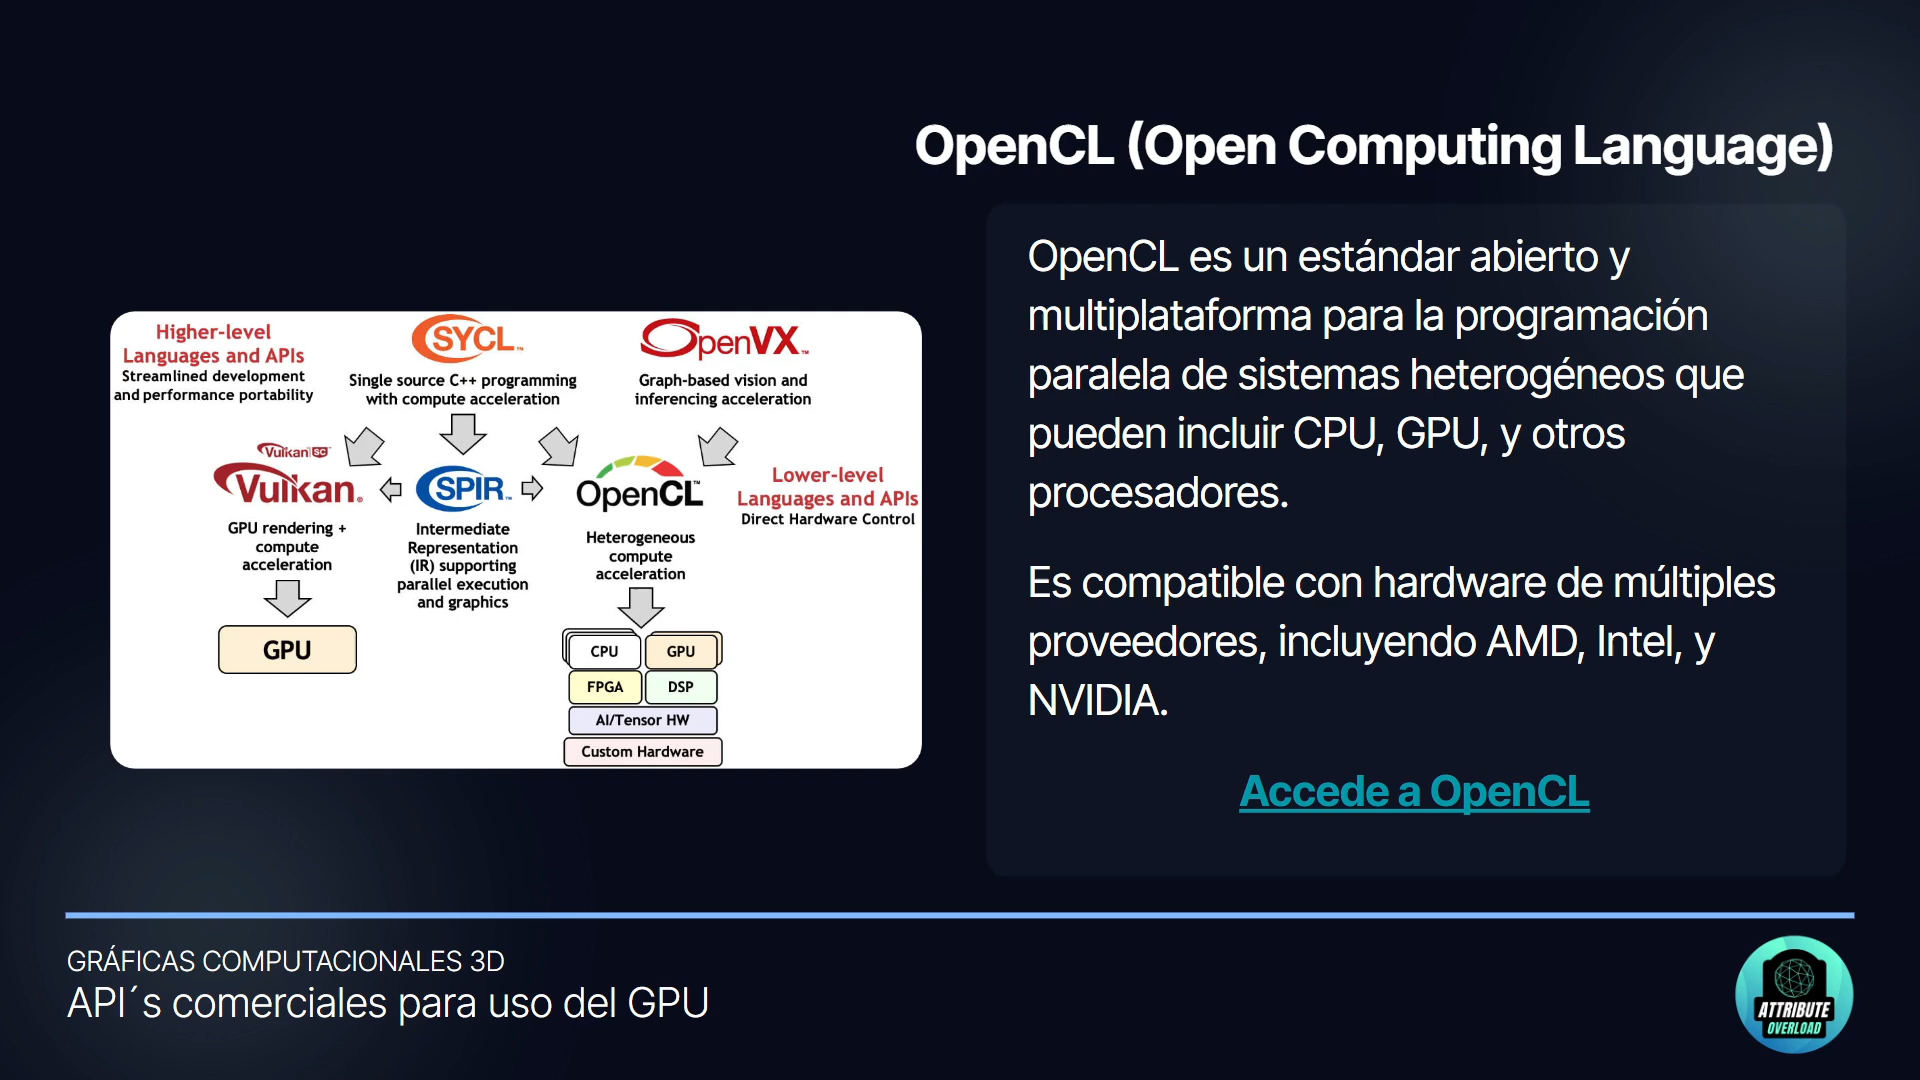 OpenCL (Open Computing Language)
Higher-level
Languages and APIs
Streamlined development
and performance portability
SYCL™
Single source C++ programming
with compute acceleration
OpenVX™
Graph-based vision and
inferencing acceleration
Vulkan SC™
Vulkan®
GPU rendering +
compute
acceleration
GPU
SPIR™
Intermediate
Representation
(IR) supporting
parallel execution
and graphics
OpenCL™
Heterogeneous
compute
acceleration
CPU GPU
FPGA DSP
AI/Tensor HW
Custom Hardware
Lower-level
Languages and APIs
Direct Hardware Control
OpenCL es un estándar abierto y
multiplataforma para la programación
paralela de sistemas heterogéneos que
pueden incluir CPU, GPU, y otros
procesadores.
Es compatible con hardware de múltiples
proveedores, incluyendo AMD, Intel, y
NVIDIA.
Accede a OpenCL
GRÁFICAS COMPUTACIONALES 3D
API´s comerciales para uso del GPU
ATTRIBUTE
OVERLOAD